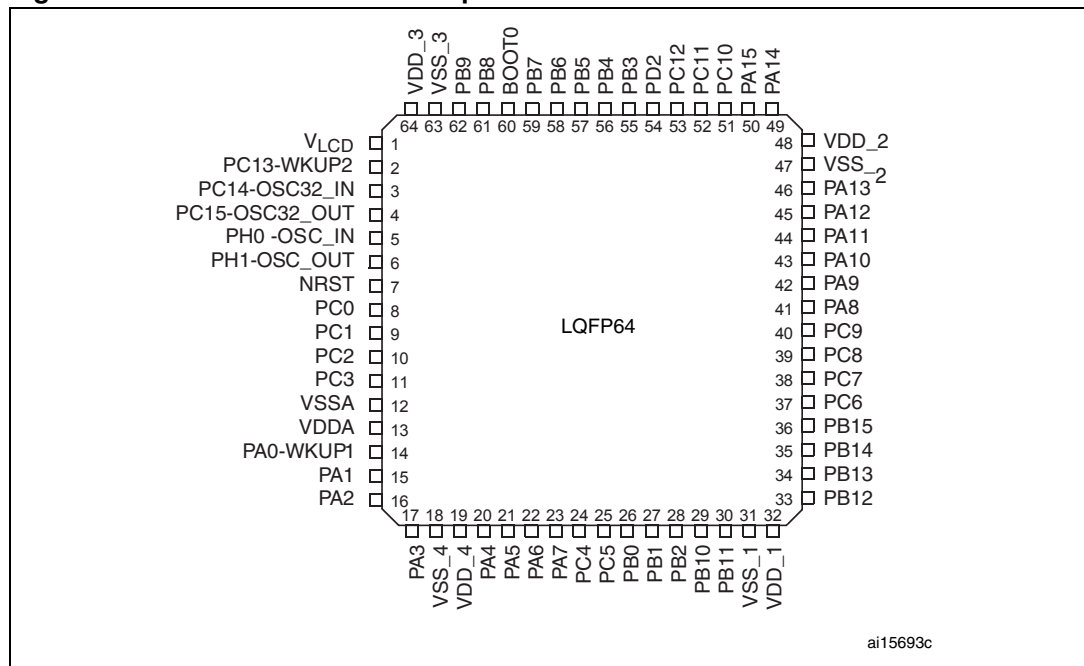 VDD_3
VSS_3
PB9
PB8
BOOT0
PB7
PB6
PB5
PB4
PB3
PD2
PC12
PC11
PC10
PA15
PA14
64 63 62 61 60 59 58 57 56 55 54 53 52 51 50 49
VLCD 1
PC13-WKUP2 2
PC14-OSC32_IN 3
PC15-OSC32_OUT 4
PH0 -OSC_IN 5
PH1-OSC_OUT 6
NRST 7
PC0 8
PC1 9
PC2 10
PC3 11
VSSA 12
VDDA 13
PA0-WKUP1 14
PA1 15
PA2 16
LQFP64
48 VDD_2
47 VSS_2
46 PA13
45 PA12
44 PA11
43 PA10
42 PA9
41 PA8
40 PC9
39 PC8
38 PC7
37 PC6
36 PB15
35 PB14
34 PB13
33 PB12
17 18 19 20 21 22 23 24 25 26 27 28 29 30 31 32
PA3
VSS_4
VDD_4
PA4
PA5
PA6
PA7
PC4
PC5
PB0
PB1
PB2
PB10
PB11
VSS_1
VDD_1
ai15693c